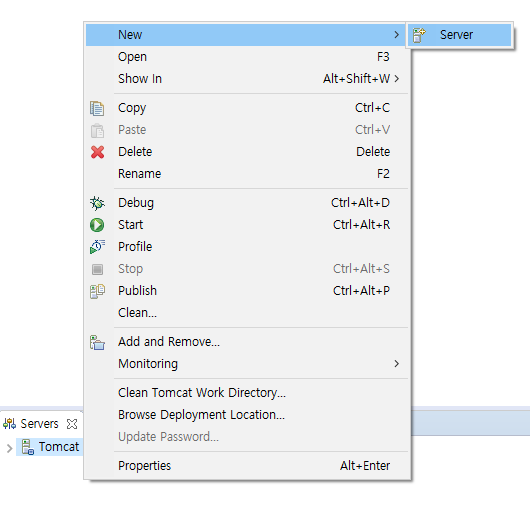 New
Server
Open F3
Show In Alt+Shift+W
Copy Ctrl+C
Paste Ctrl+V
Delete Delete
Rename F2
Debug Ctrl+Alt+D
Start Ctrl+Alt+R
Profile
Stop Ctrl+Alt+S
Publish Ctrl+Alt+P
Clean...
Add and Remove...
Monitoring
Clean Tomcat Work Directory...
Browse Deployment Location...
Update Password...
Properties Alt+Enter
Servers
Tomcat